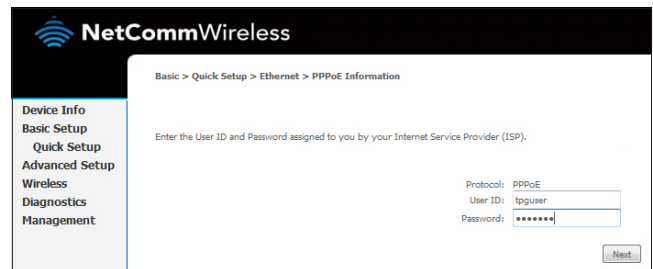 NetCommWireless
Basic > Quick Setup > Ethernet > PPPoE Information
Device Info
Basic Setup
Quick Setup
Advanced Setup
Wireless
Diagnostics
Management
Enter the User ID and Password assigned to you by your Internet Service Provider (ISP).
Protocol: PPPoE
User ID: tpguser
Password: •••••••
Next